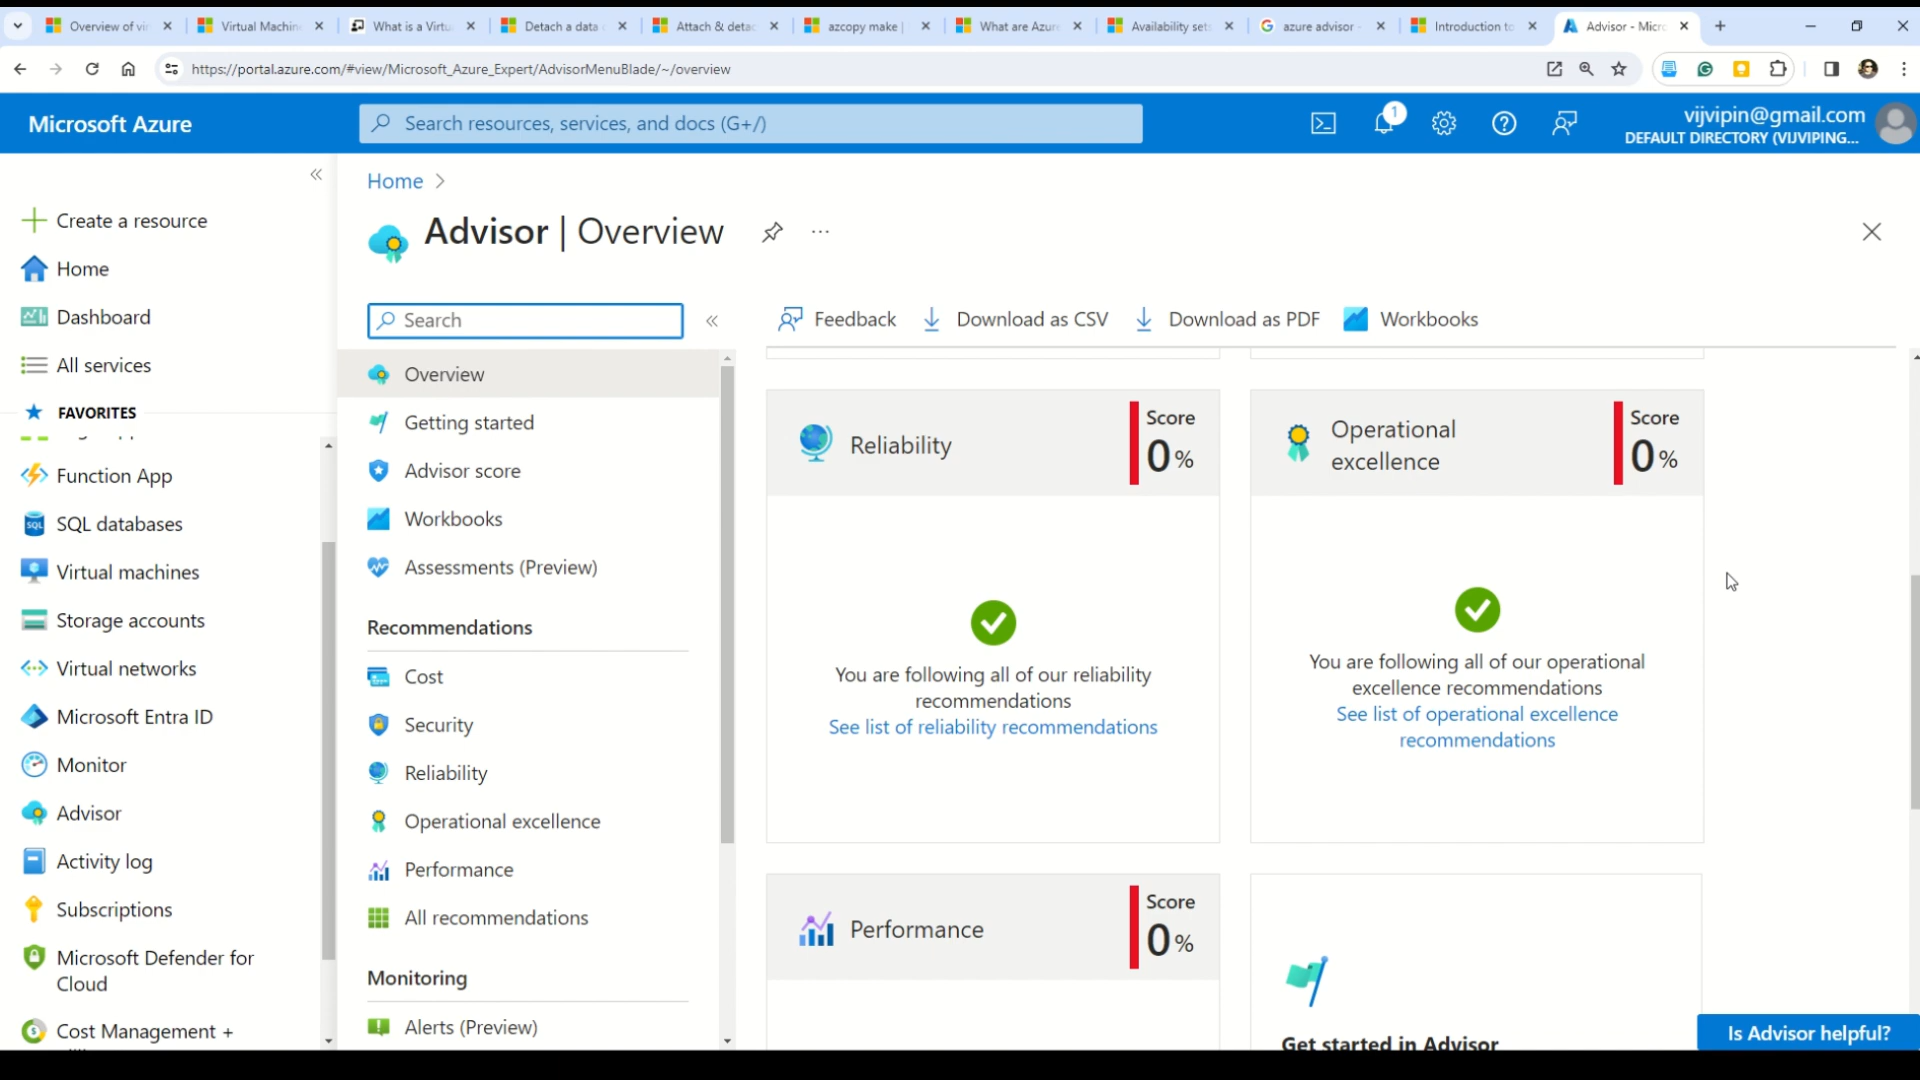 Overview of vir
Virtual Machine
What is a Virtu
Detach a data
Attach & detac
azcopy make |
What are Azure
Availability sets
azure advisor -
Introduction to
Advisor - Micro
https://portal.azure.com/#view/Microsoft_Azure_Expert/AdvisorMenuBlade/~/overview
Microsoft Azure
Search resources, services, and docs (G+/)
1
vijvipin@gmail.com
DEFAULT DIRECTORY (VIJVIPING...
Create a resource
Home
Dashboard
All services
FAVORITES
Function App
SQL databases
Virtual machines
Storage accounts
Virtual networks
Microsoft Entra ID
Monitor
Advisor
Activity log
Subscriptions
Microsoft Defender for
Cloud
Cost Management +
Home >
Advisor | Overview
...
Search
Overview
Getting started
Advisor score
Workbooks
Assessments (Preview)
Recommendations
Cost
Security
Reliability
Operational excellence
Performance
All recommendations
Monitoring
Alerts (Preview)
Feedback
Download as CSV
Download as PDF
Workbooks
Reliability
Score
0 %
You are following all of our reliability
recommendations
See list of reliability recommendations
Operational
excellence
Score
0 %
You are following all of our operational
excellence recommendations
See list of operational excellence
recommendations
Performance
Score
0 %
Get started in Advisor
Is Advisor helpful?